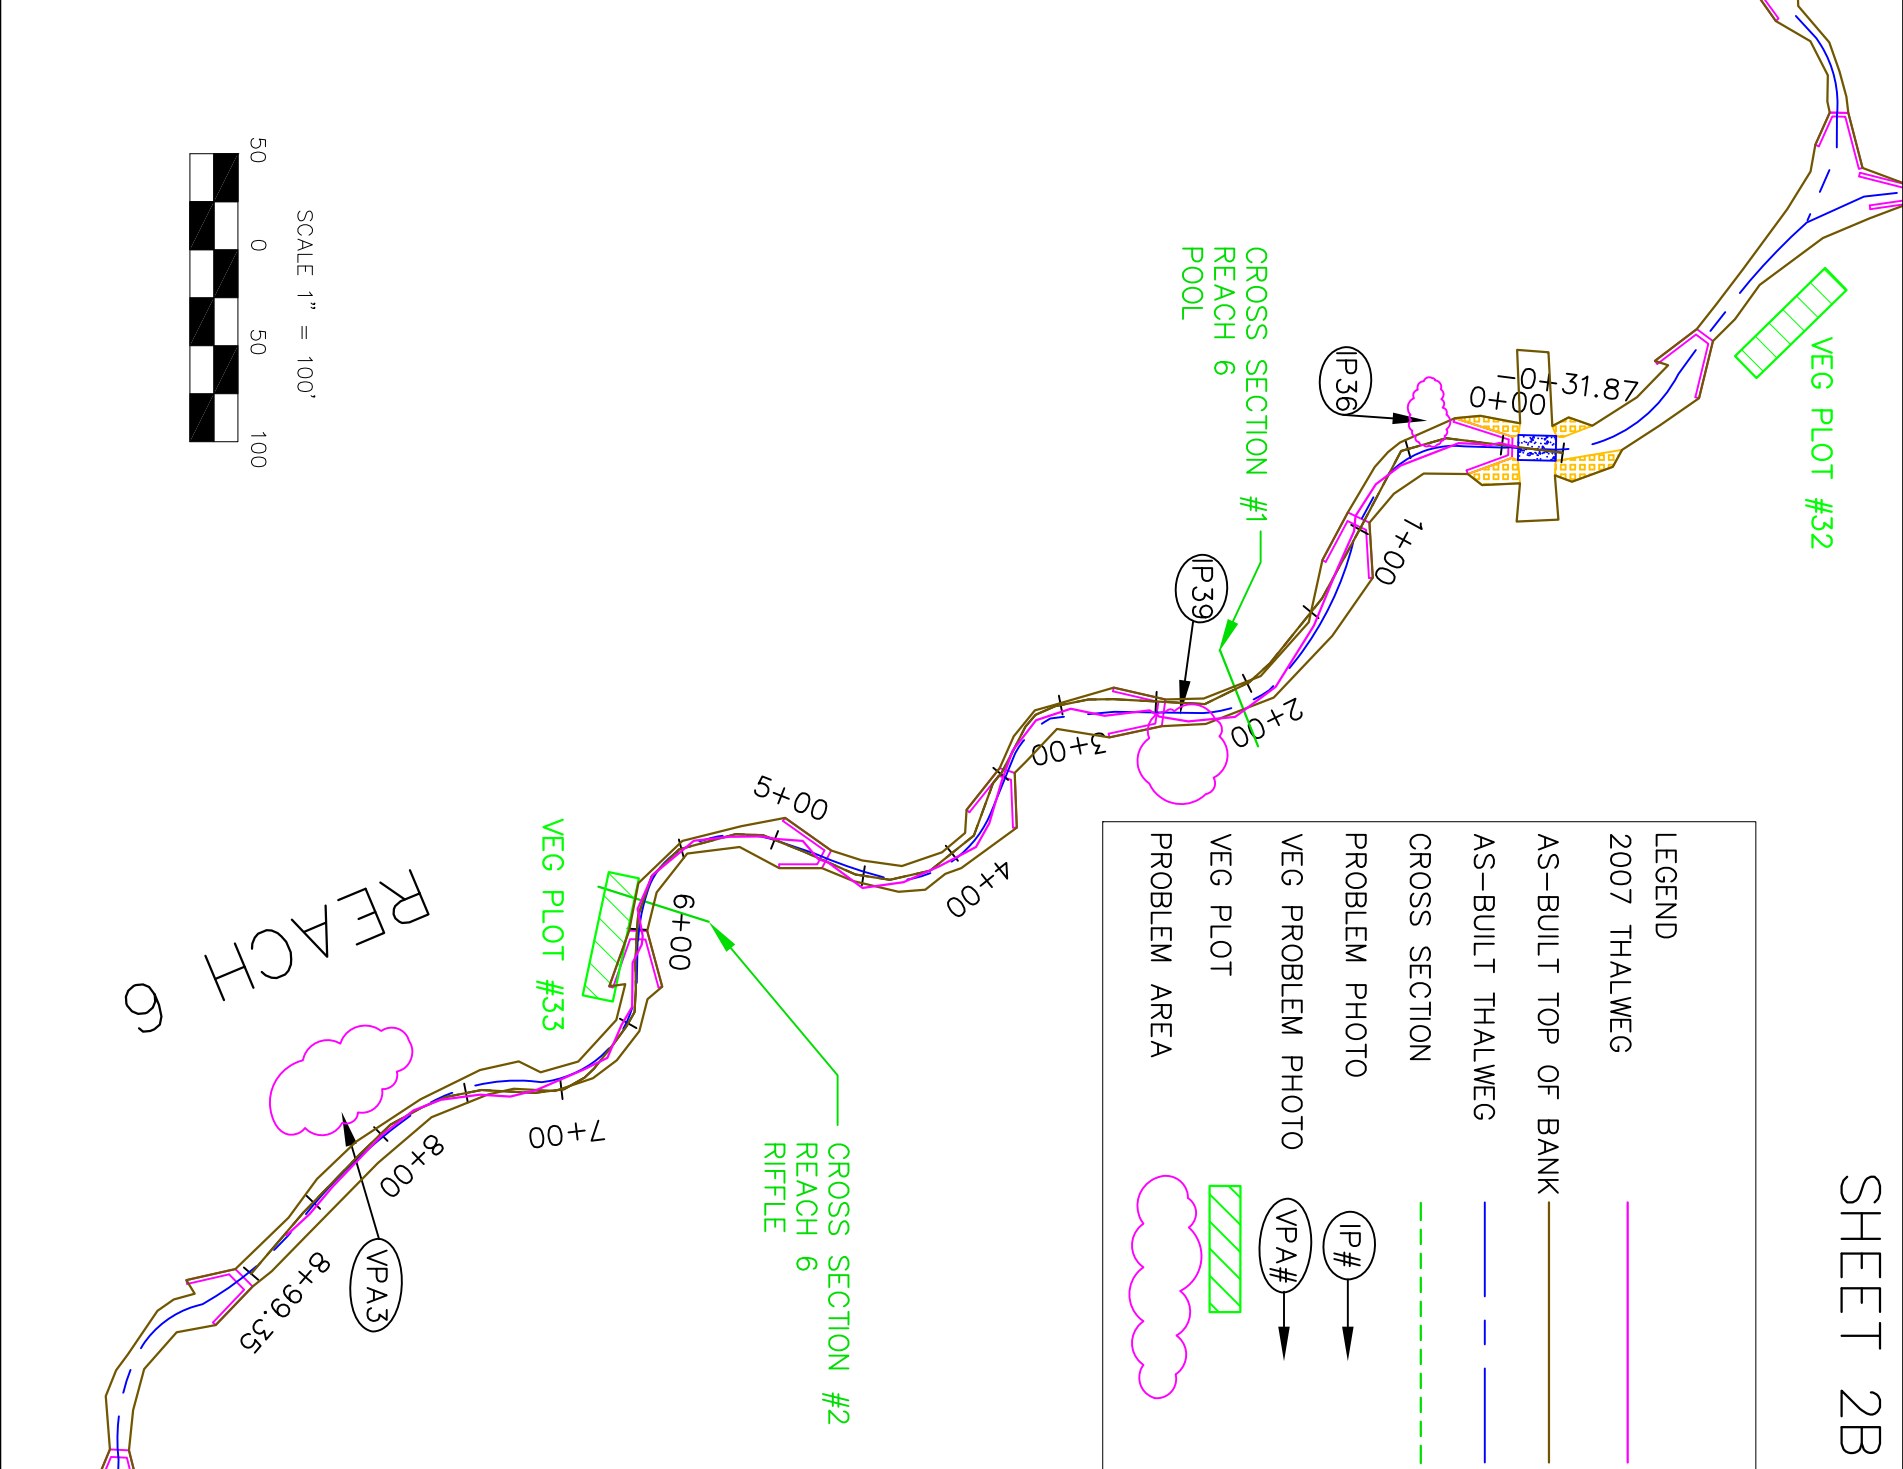 SHEET 2B
VEG PLOT #32
-0+31.87
0+00
LEGEND
2007 THALWEG
AS-BUILT TOP OF BANK
AS-BUILT THALWEG
CROSS SECTION
PROBLEM PHOTO
IP#
VEG PROBLEM PHOTO
VPA#
VEG PLOT
PROBLEM AREA
1+00
IP36
CROSS SECTION #1
REACH 6
POOL
IP39
2+00
3+00
4+00
5+00
6+00
CROSS SECTION #2
REACH 6
RIFFLE
VEG PLOT #33
7+00
8+00
VPA3
8+99.35
REACH 6
SCALE 1" = 100'
50 0 50 100